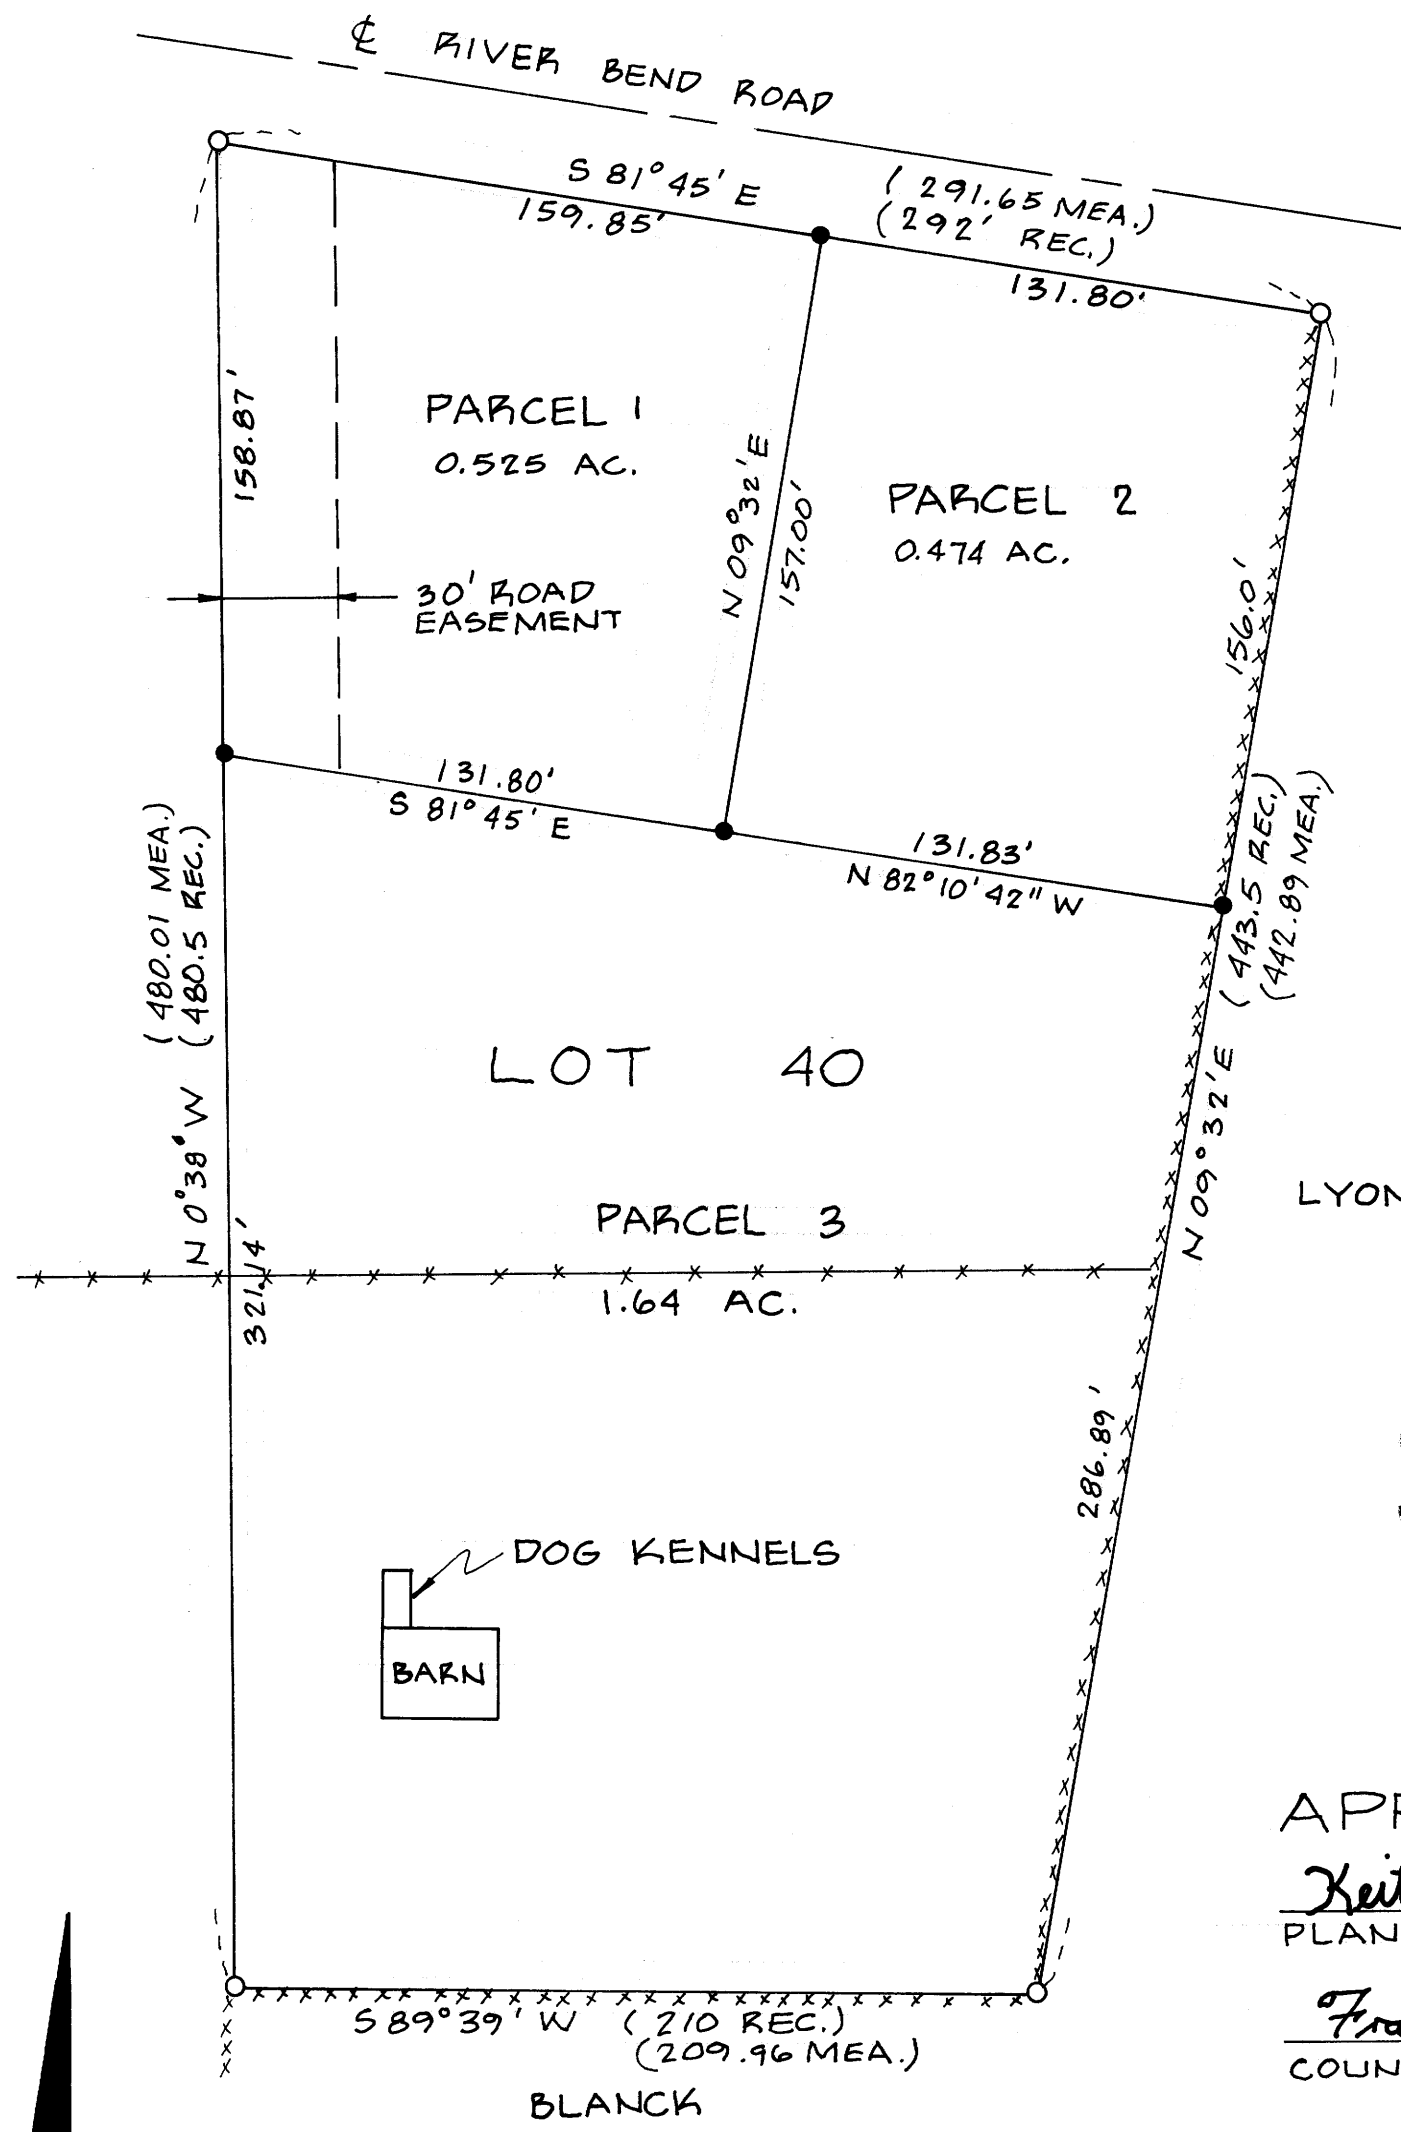 ℄ RIVER BEND ROAD
S 81° 45' E
159.85'
( 291.65 MEA.)
(292' REC.)
131.80'
158.87'
PARCEL 1
0.525 AC.
N 09° 32' E
157.00'
PARCEL 2
0.474 AC.
30' ROAD
EASEMENT
156.0'
131.80'
S 81° 45' E
131.83'
N 82° 10' 42" W
(480.01 MEA.)
(480.5 REC.)
N 0° 38' W
(443.5 REC.)
(442.89 MEA.)
N 09° 32' E
LOT 40
LYON
PARCEL 3
321.14'
1.64 AC.
286.89'
DOG KENNELS
BARN
S 89° 39' W (210 REC.)
(209.96 MEA.)
BLANCK
APP
Keit
PLAN
Fra
COUN